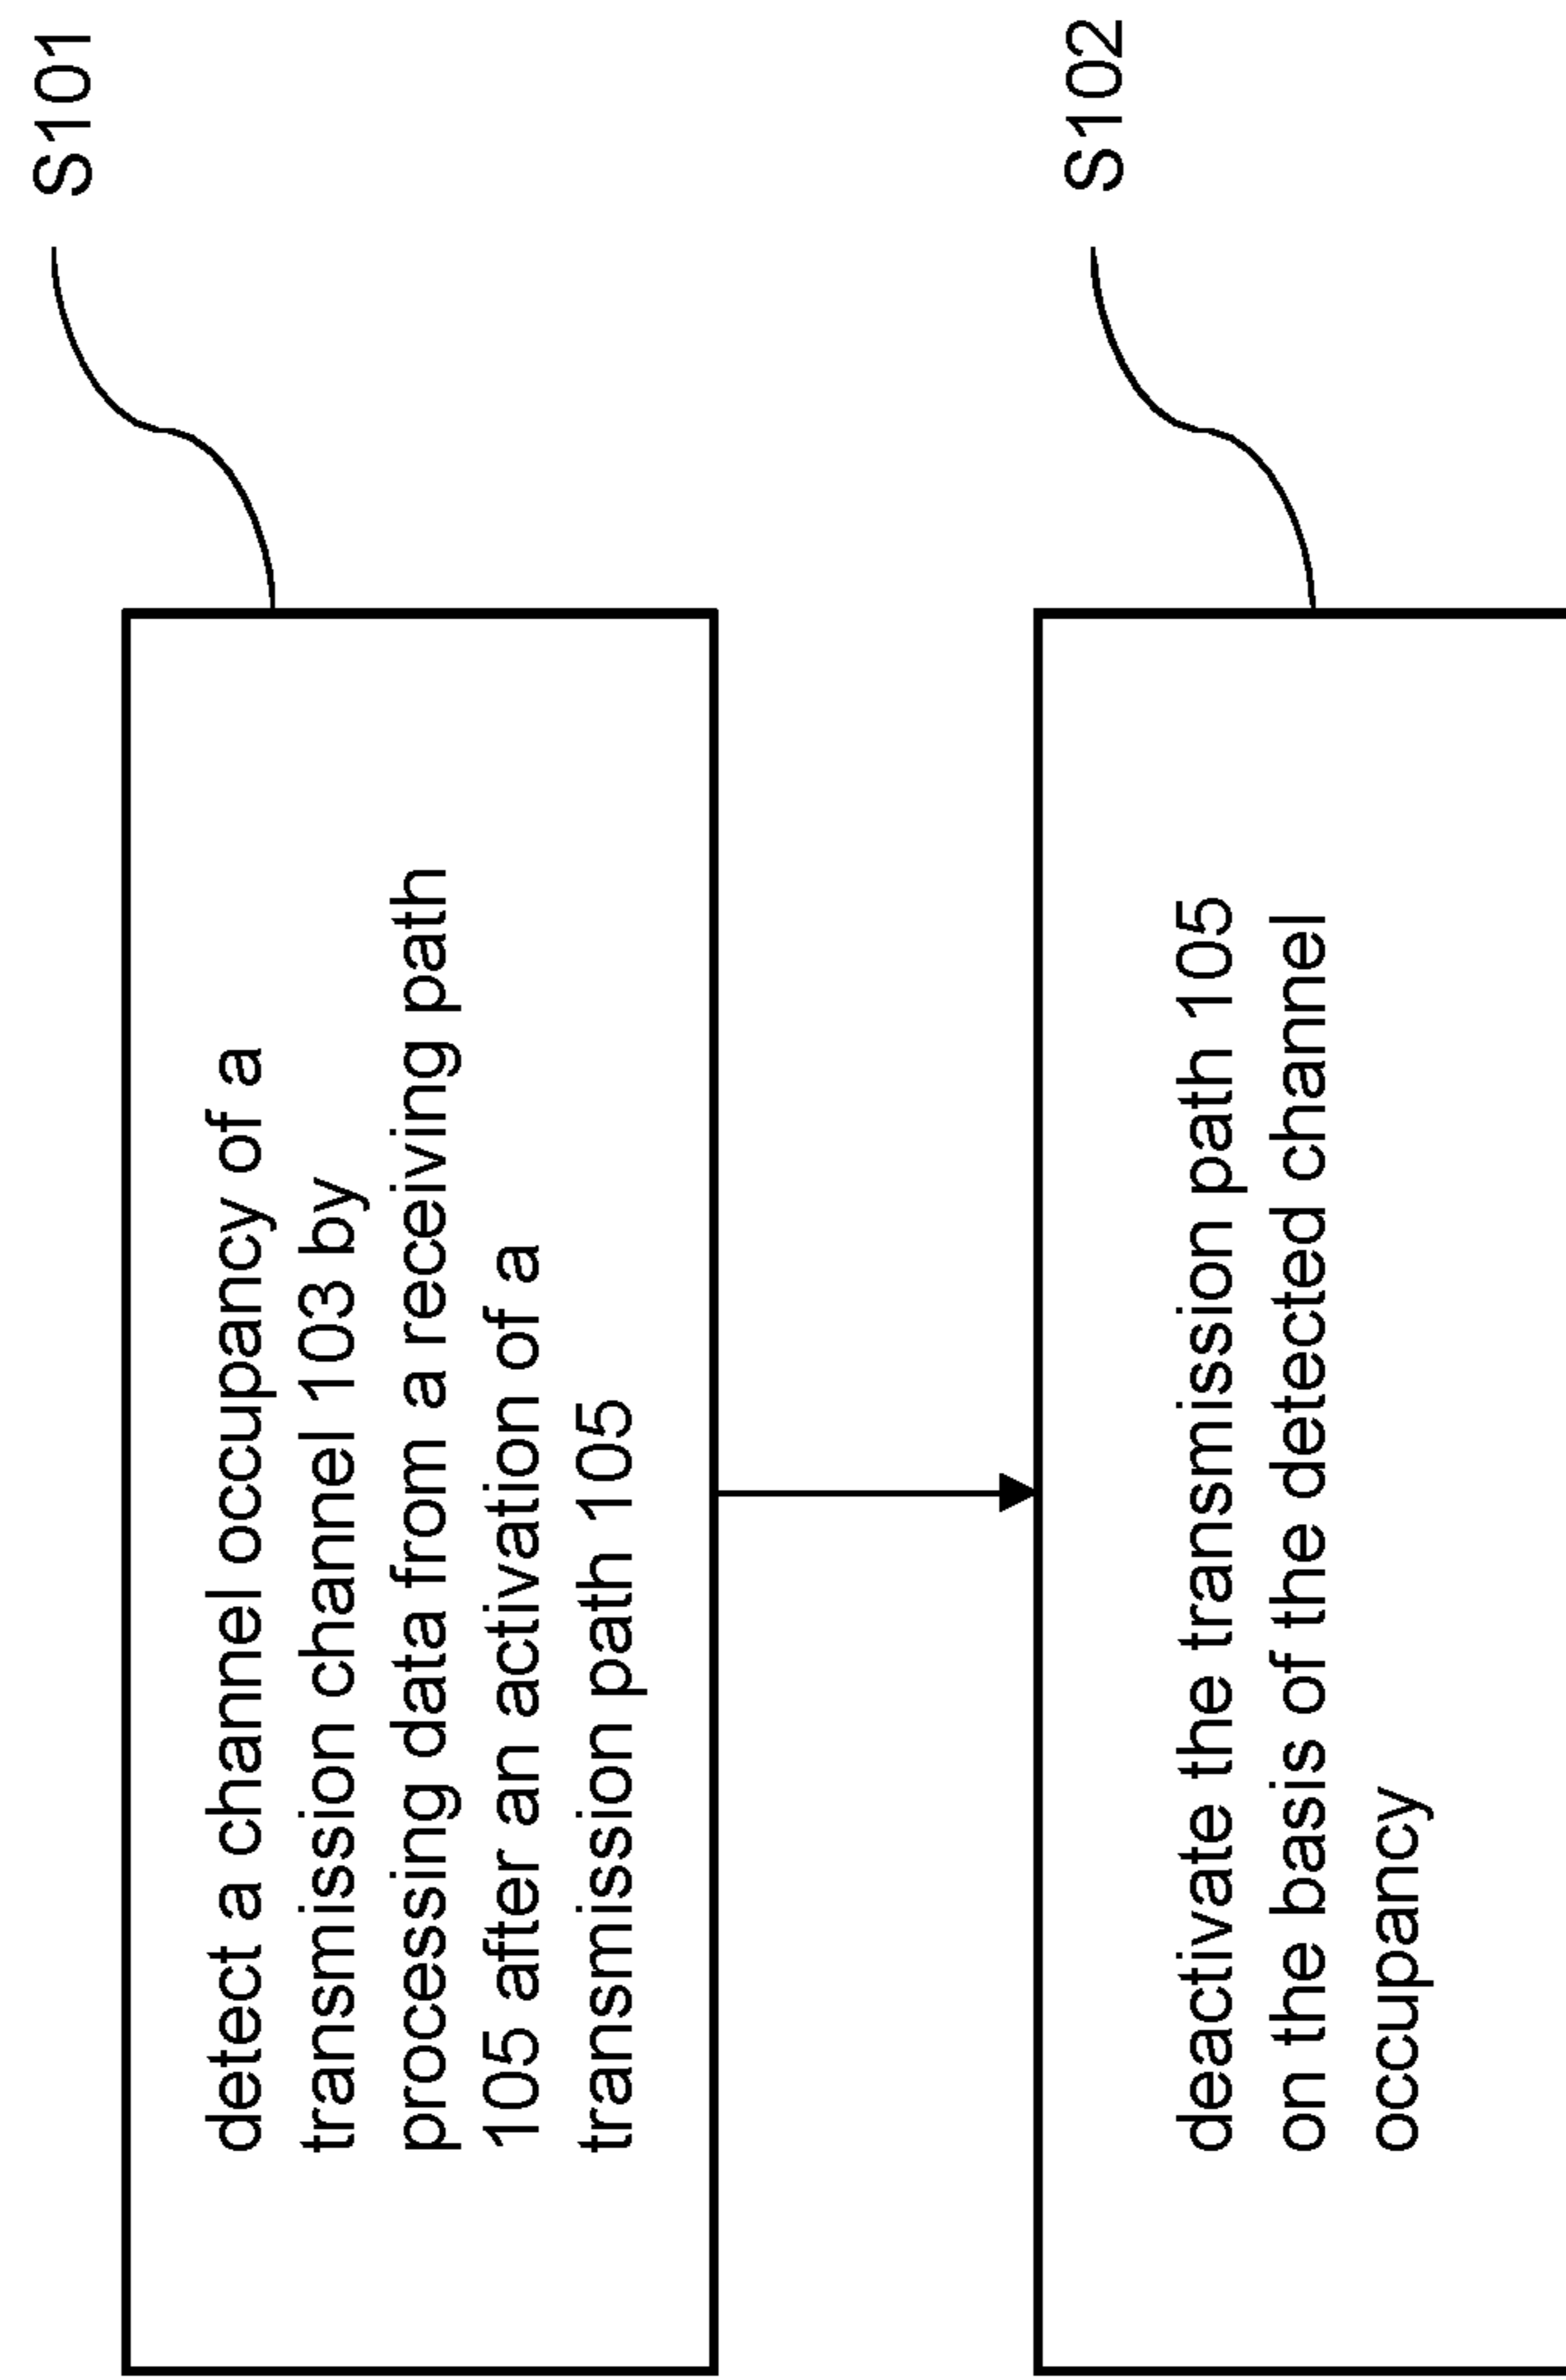 S101
detect a channel occupancy of a
transmission channel 103 by
processing data from a receiving path
105 after an activation of a
transmission path 105
S102
deactivate the transmission path 105
on the basis of the detected channel
occupancy